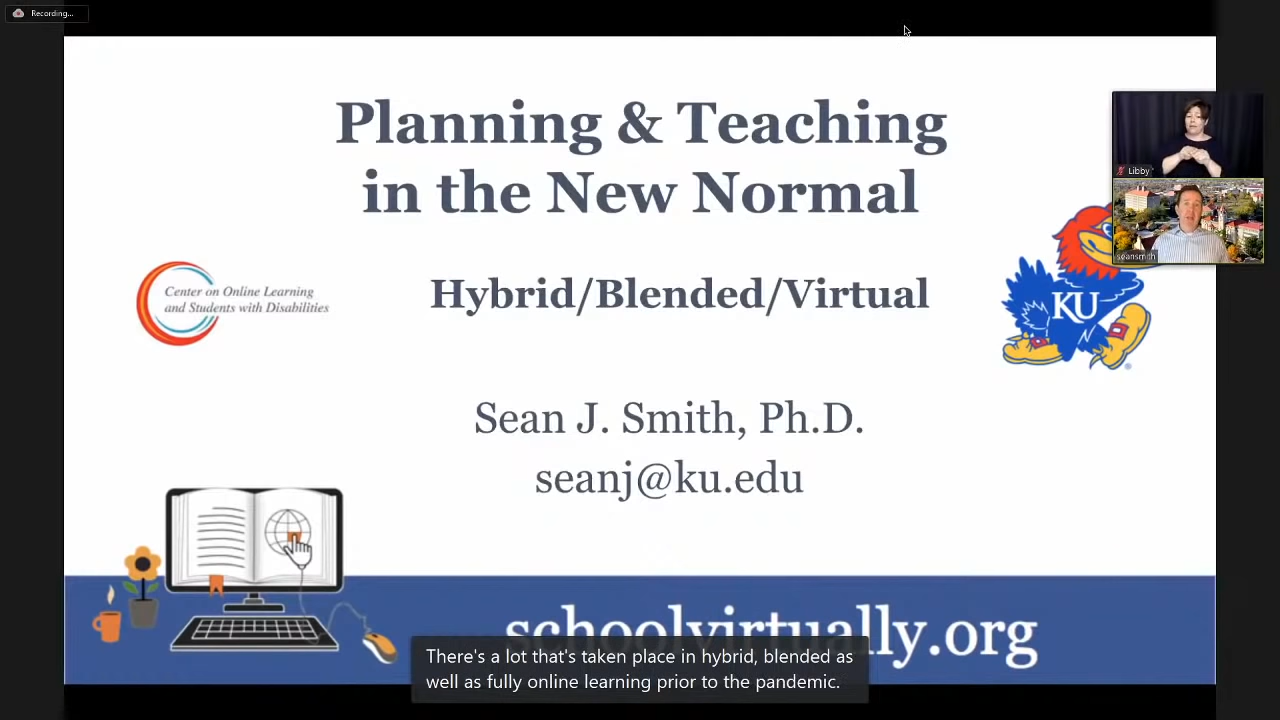 Recording...
Planning & Teaching
in the New Normal
Libby
seansmith
Center on Online Learning
and Students with Disabilities
Hybrid/Blended/Virtual
KU
Sean J. Smith, Ph.D.
seanj@ku.edu
schoolvirtually.org
There's a lot that's taken place in hybrid, blended as
well as fully online learning prior to the pandemic.